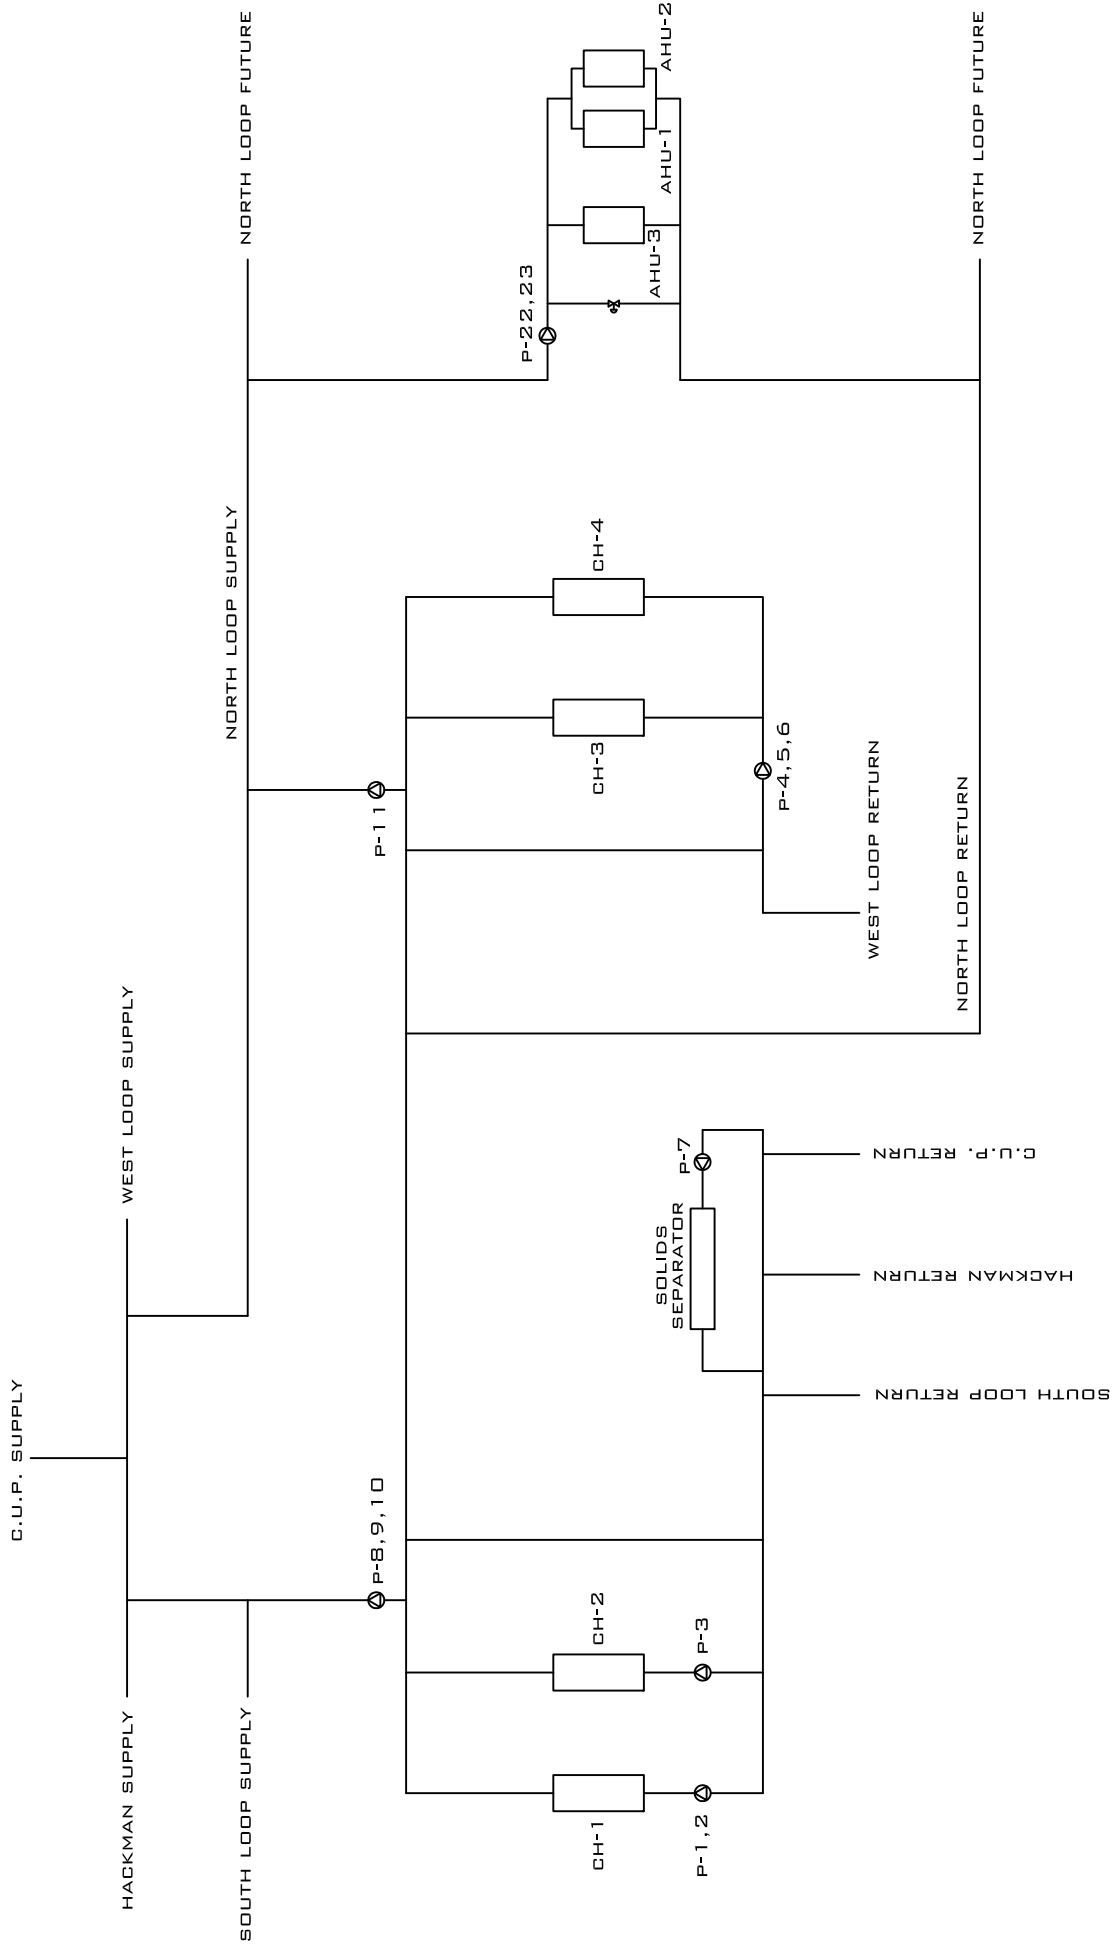 C.U.P. SUPPLY
HACKMAN SUPPLY
WEST LOOP SUPPLY
SOUTH LOOP SUPPLY
NORTH LOOP SUPPLY
NORTH LOOP FUTURE
P-8,9,10
P-11
P-22,23
CH-1
CH-2
CH-3
CH-4
AHU-3
AHU-1
AHU-2
SOLIDS
SEPARATOR
P-1,2
P-3
P-7
P-4,5,6
SOUTH LOOP RETURN
HACKMAN RETURN
C.U.P. RETURN
WEST LOOP RETURN
NORTH LOOP RETURN
NORTH LOOP FUTURE